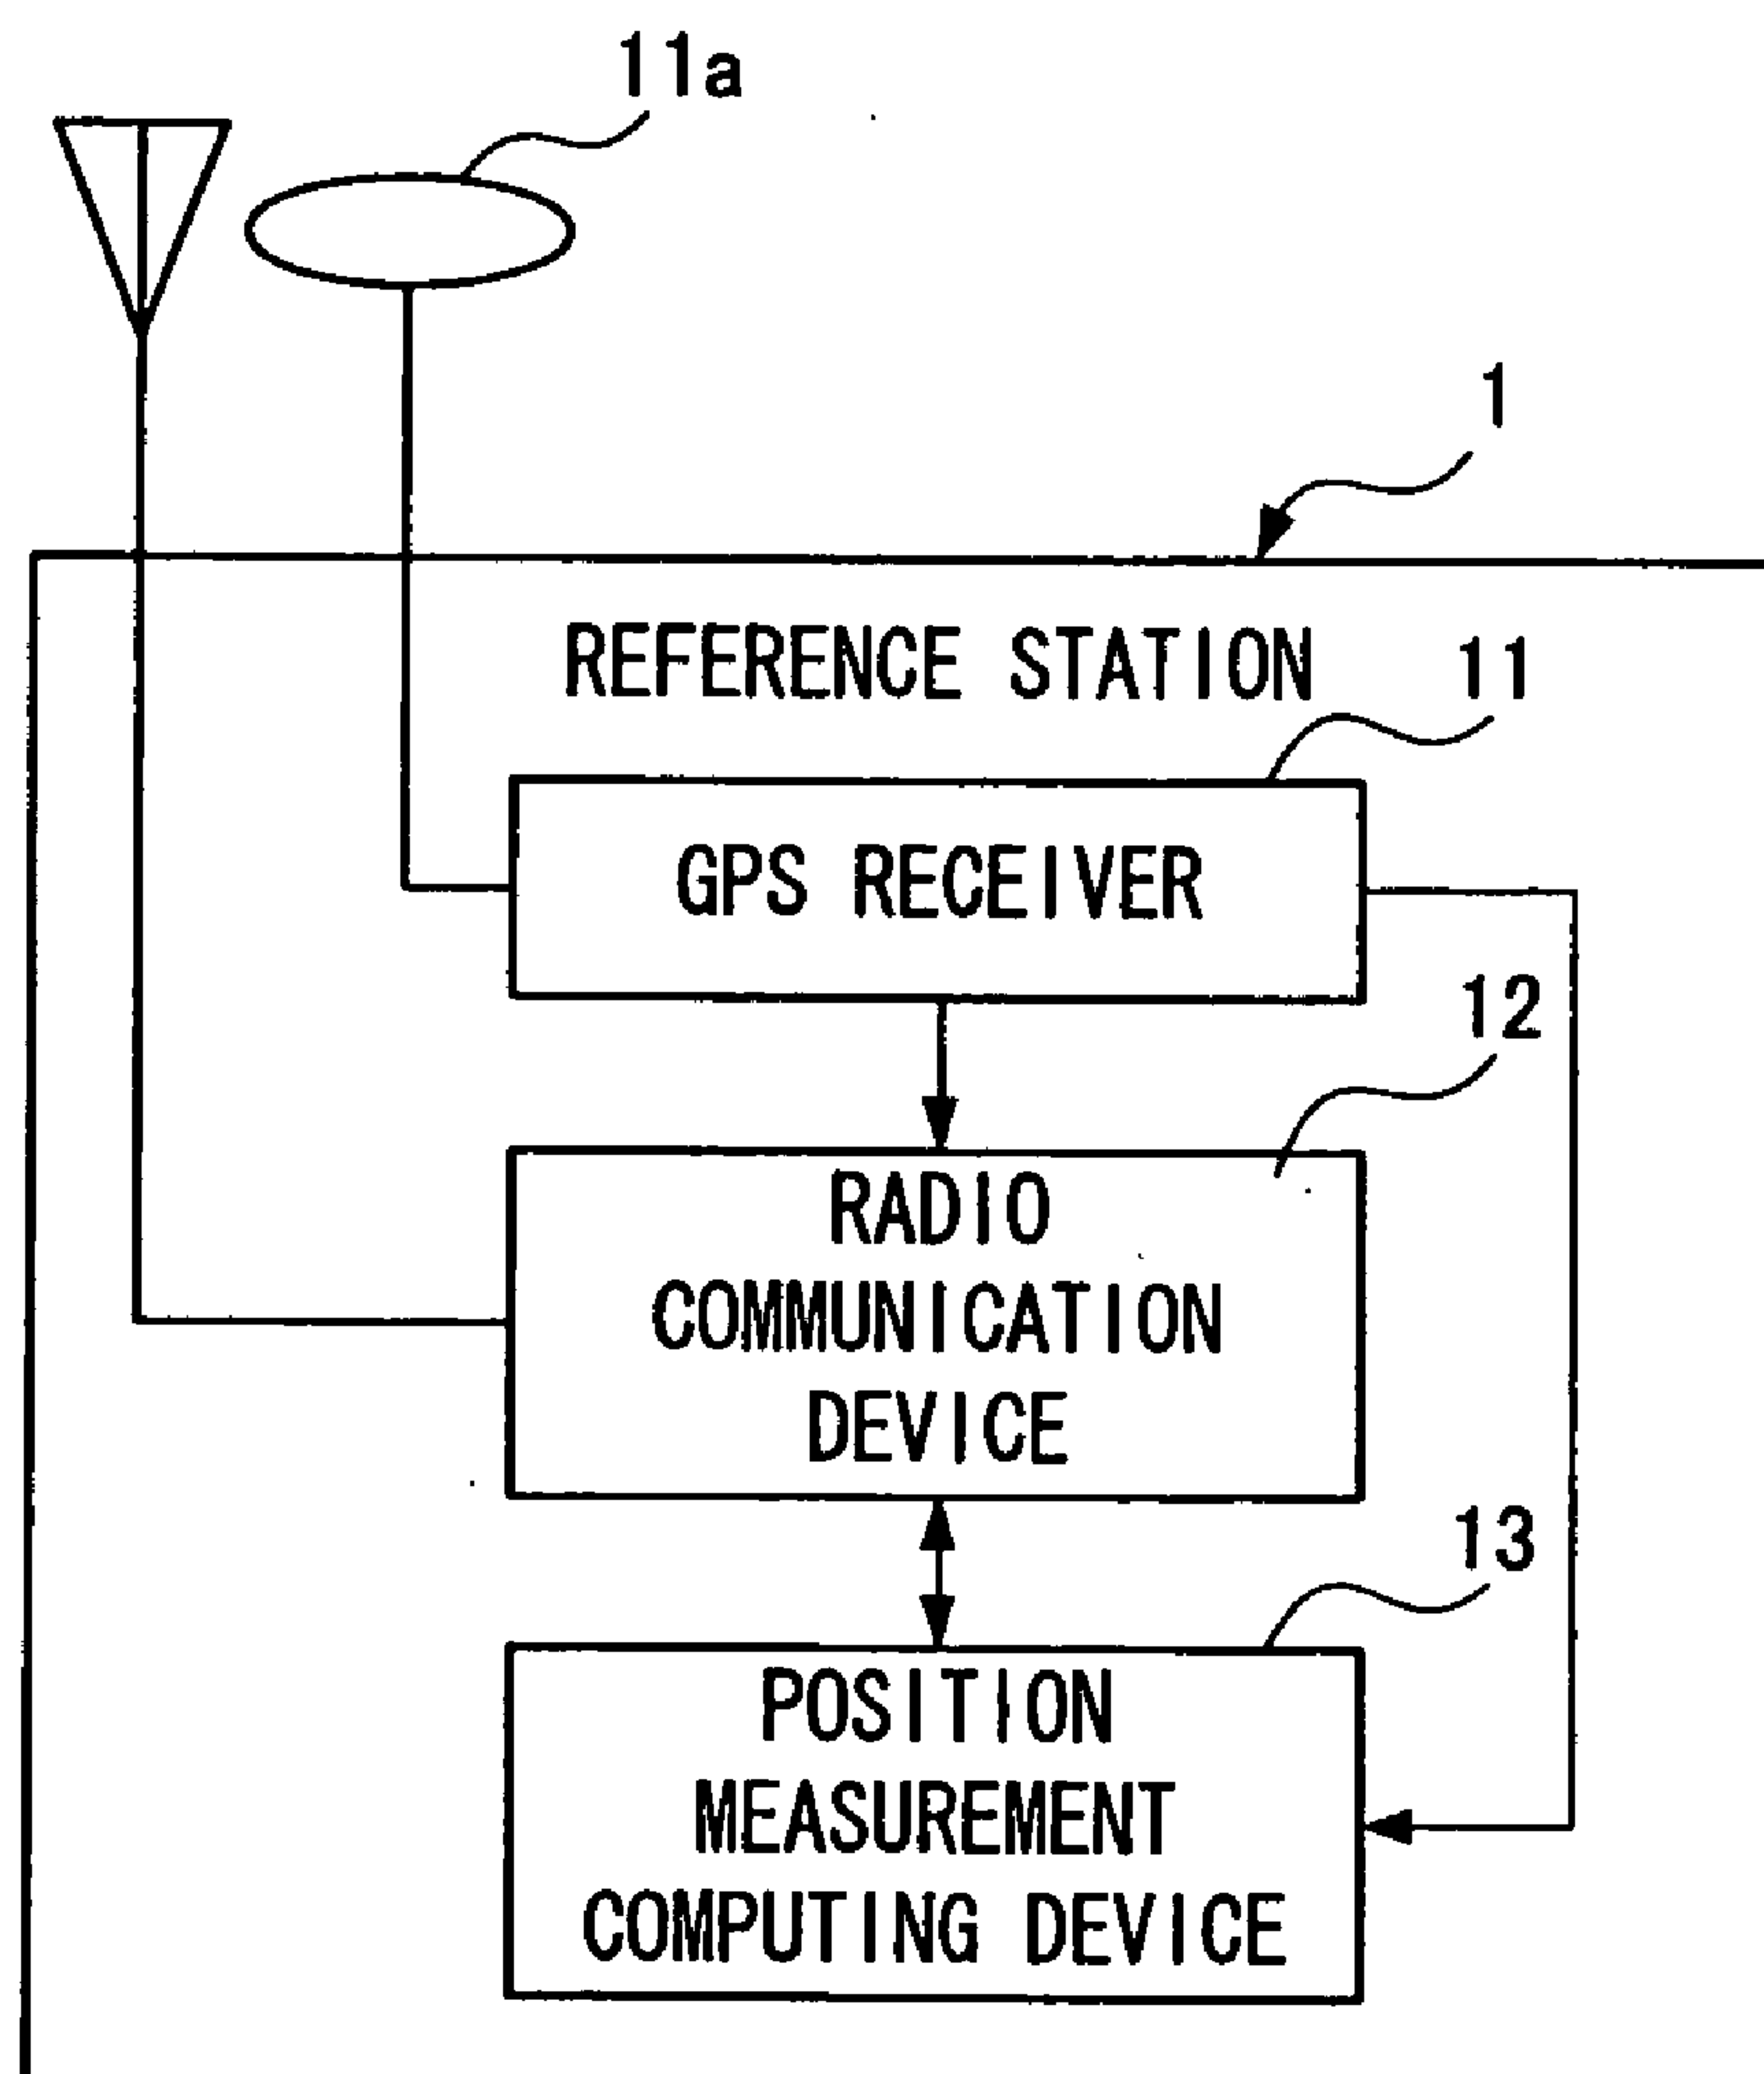 11a
1
REFERENCE STATION
11
GPS RECEIVER
12
RADIO
COMMUNICATION
DEVICE
13
POSITION
MEASUREMENT
COMPUTING DEVICE